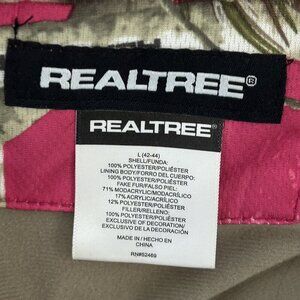 REALTREE®
REALTREE
L (42-44)
SHELL/FUNDA:
100% POLYESTER/POLIÉSTER
LINING BODY/FORRO DEL CUERPO:
100% POLYESTER/POLIÉSTER
FAKE FUR/FALSO PIEL:
71% MODACRYLIC/MODACRÍLICO
17% ACRYLIC/ACRÍLICO
12% POLYESTER/POLIÉSTER
FILLER/RELLENO:
100% POLYESTER/POLIÉSTER
EXCLUSIVE OF DECORATION/
EXCLUSIVO DE LA DECORACIÓN
MADE IN / HECHO EN
CHINA
RN#52469